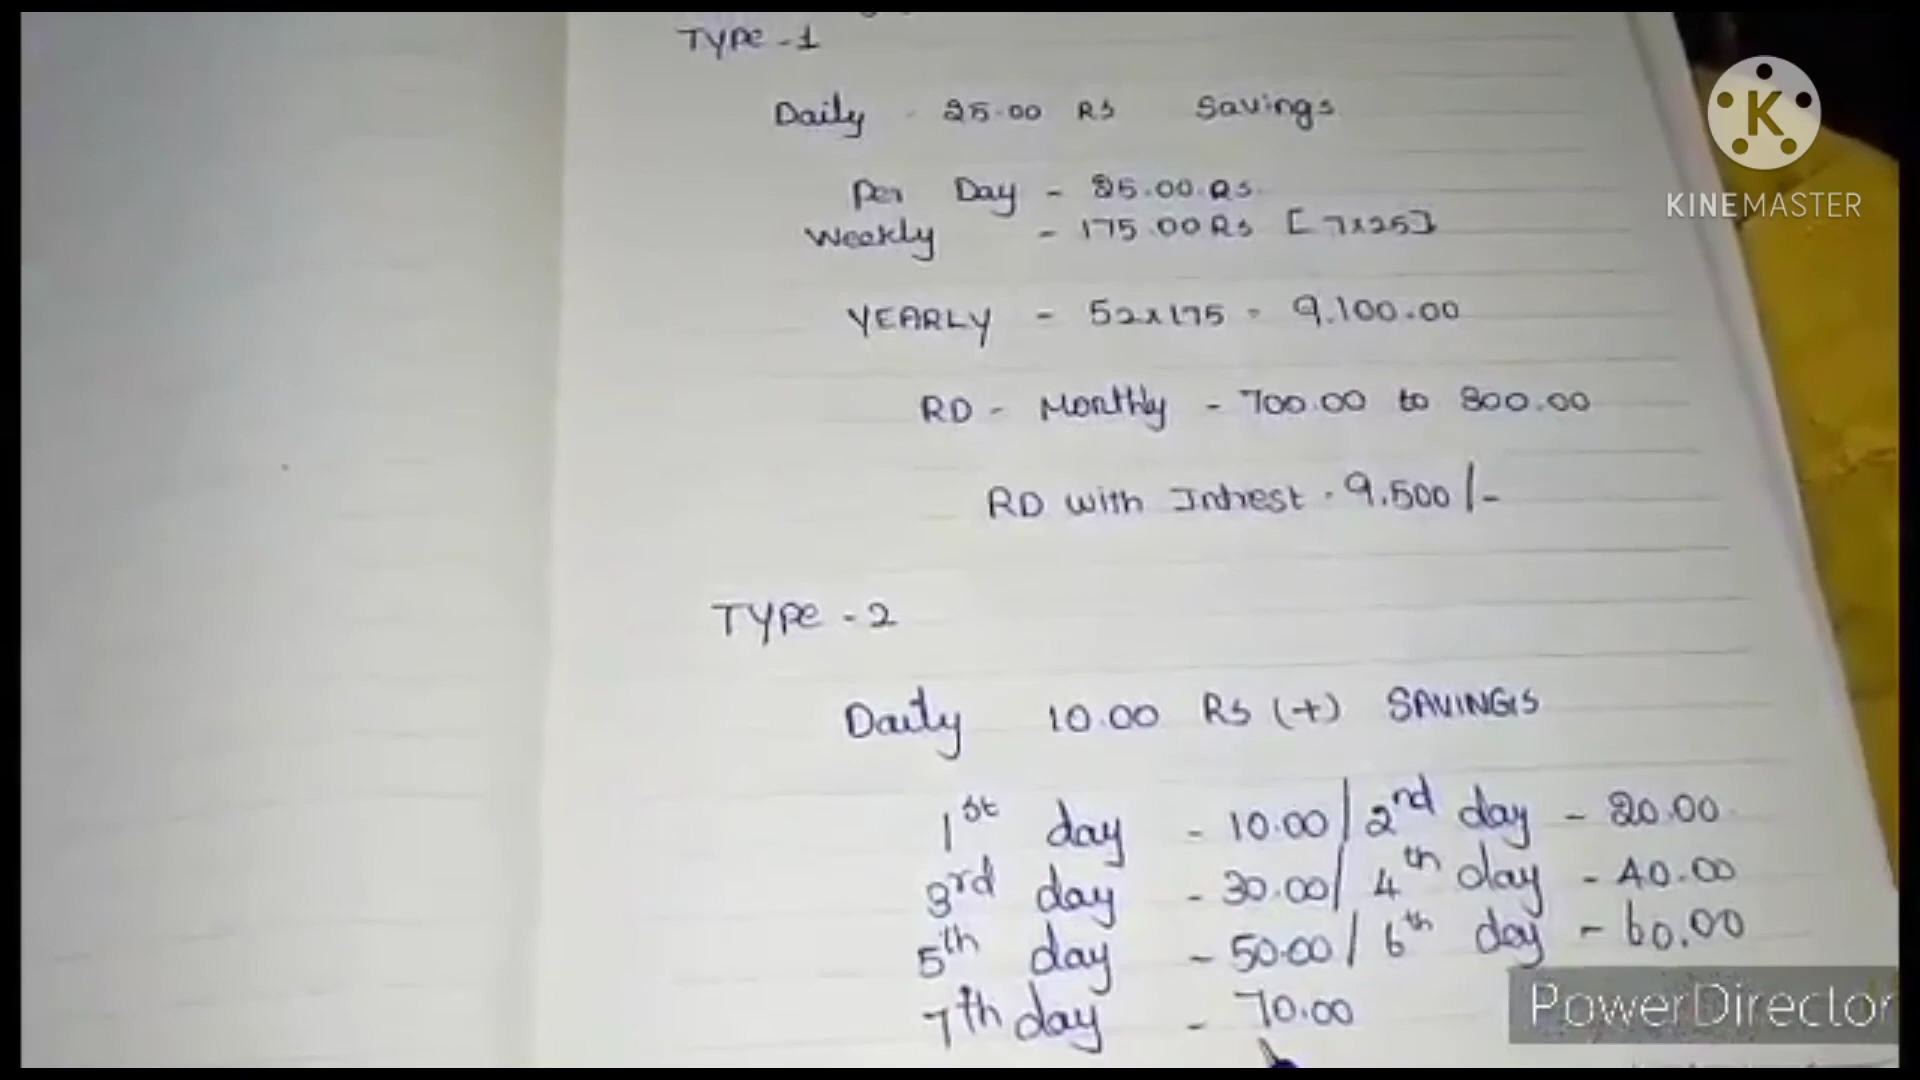 TYPE - 1
Daily - 25.00 RS Savings
Per Day - 25.00.Rs.
Weekly - 175.00 Rs [7x25]
YEARLY - 52x175 - 9.100.00
RD - Monthly - 700.00 to 800.00
RD with Intrest - 9.500/-
TYPE - 2
Daily 10.00 RS (+) SAVINGS
1st day - 10.00 / 2nd day - 20.00
3rd day - 30.00 / 4th day - 40.00
5th day - 50.00 / 6th day - 60.00
7th day - 70.00
K
KINEMASTER
PowerDirector